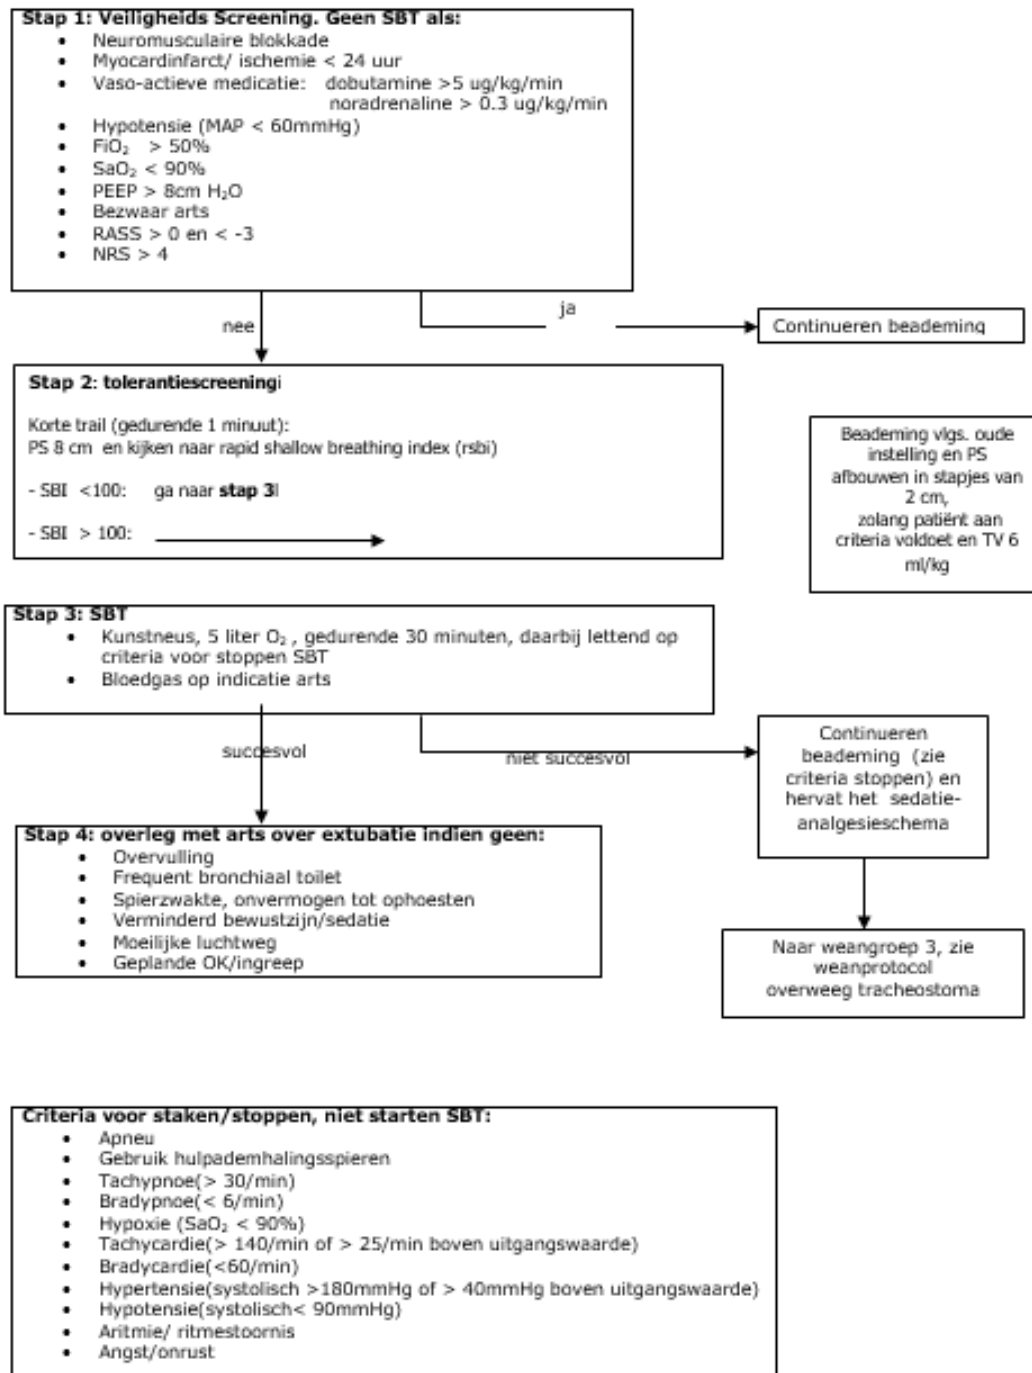 Stap 1: Veiligheids Screening. Geen SBT als:
• Neuromusculaire blokkade
• Myocardinfarct/ ischemie < 24 uur
• Vaso-actieve medicatie: dobutamine >5 ug/kg/min
noradrenaline > 0.3 ug/kg/min
• Hypotensie (MAP < 60mmHg)
• FiO₂ > 50%
• SaO₂ < 90%
• PEEP > 8cm H₂O
• Bezwaar arts
• RASS > 0 en < -3
• NRS > 4
nee
ja
Continueren beademing
Stap 2: tolerantiescreeningi
Korte trail (gedurende 1 minuut):
PS 8 cm en kijken naar rapid shallow breathing index (rsbi)
- SBI <100: ga naar stap 3i
- SBI > 100:
Beademing vlgs. oude
instelling en PS
afbouwen in stapjes van
2 cm,
zolang patiënt aan
criteria voldoet en TV 6
ml/kg
Stap 3: SBT
• Kunstneus, 5 liter O₂ , gedurende 30 minuten, daarbij lettend op
criteria voor stoppen SBT
• Bloedgas op indicatie arts
succesvol
niet succesvol
Continueren
beademing (zie
criteria stoppen) en
hervat het sedatie-
analgesieschema
Stap 4: overleg met arts over extubatie indien geen:
• Overvulling
• Frequent bronchiaal toilet
• Spierzwakte, onvermogen tot ophoesten
• Verminderd bewustzijn/sedatie
• Moeilijke luchtweg
• Geplande OK/ingreep
Naar weangroep 3, zie
weanprotocol
overweeg tracheostoma
Criteria voor staken/stoppen, niet starten SBT:
• Apneu
• Gebruik hulpademhalingsspieren
• Tachypnoe(> 30/min)
• Bradypnoe(< 6/min)
• Hypoxie (SaO₂ < 90%)
• Tachycardie(> 140/min of > 25/min boven uitgangswaarde)
• Bradycardie(<60/min)
• Hypertensie(systolisch >180mmHg of > 40mmHg boven uitgangswaarde)
• Hypotensie(systolisch< 90mmHg)
• Aritmie/ ritmestoornis
• Angst/onrust